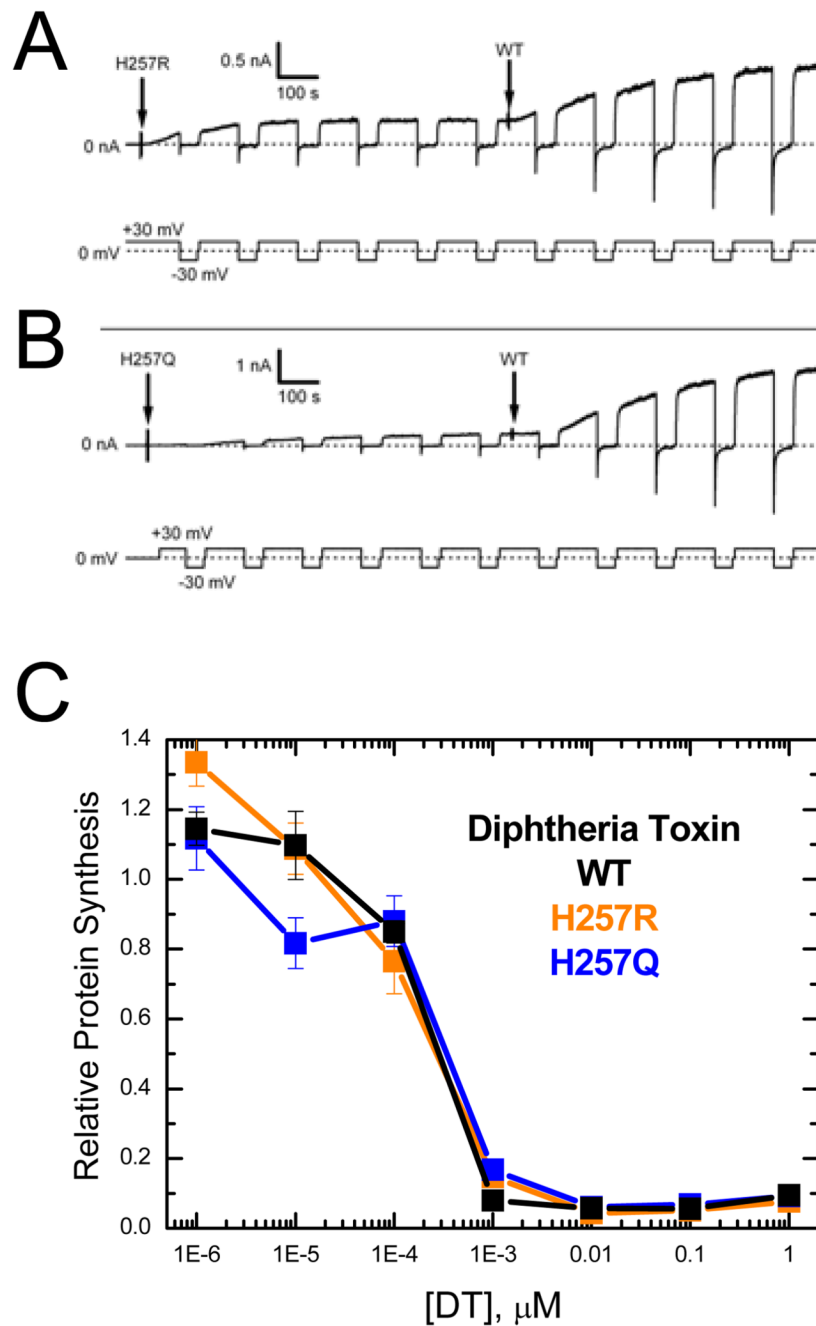 A
H257R
0.5 nA
100 s
WT
0 nA
+30 mV
0 mV
-30 mV
B
H257Q
1 nA
100 s
WT
0 nA
+30 mV
0 mV
-30 mV
C
Relative Protein Synthesis
1.4
1.2
1.0
0.8
0.6
0.4
0.2
0.0
Diphtheria Toxin
WT
H257R
H257Q
1E-6 1E-5 1E-4 1E-3 0.01 0.1 1
[DT], μM